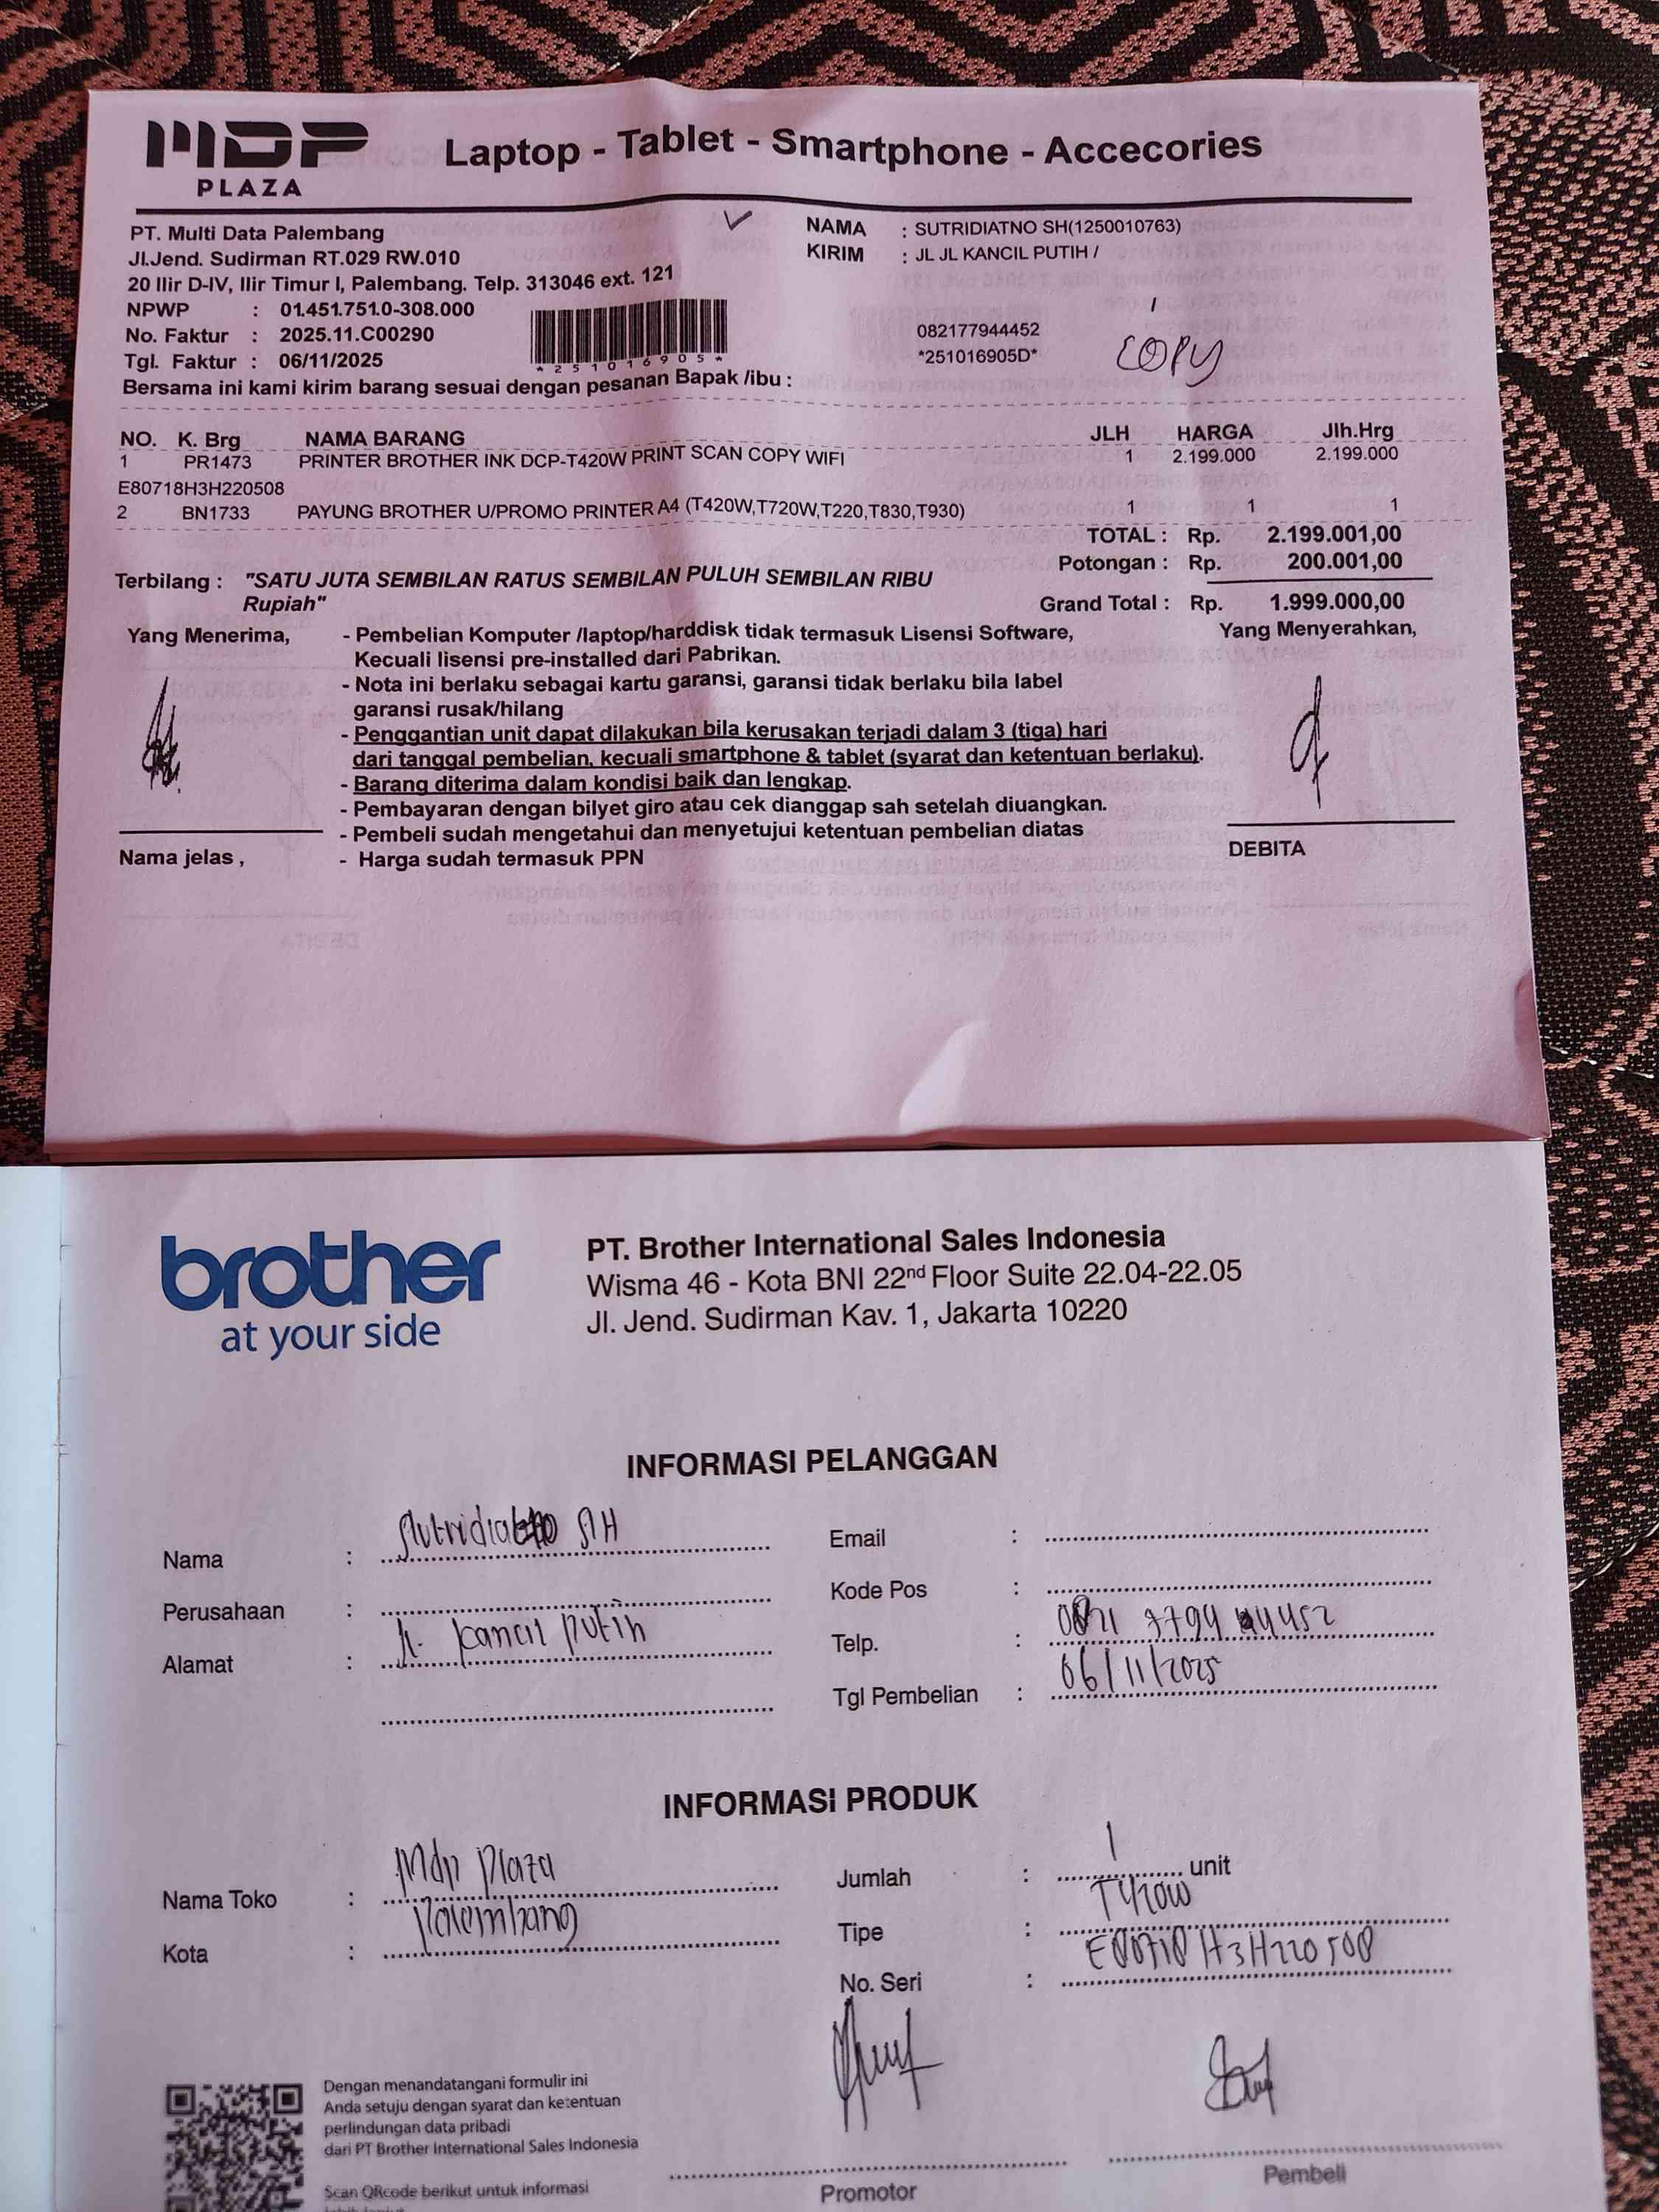 MDP
PLAZA
Laptop - Tablet - Smartphone - Accecories
PT. Multi Data Palembang
Jl.Jend. Sudirman RT.029 RW.010
20 Ilir D-IV, Ilir Timur I, Palembang. Telp. 313046 ext. 121
NPWP : 01.451.751.0-308.000
No. Faktur : 2025.11.C00290
Tgl. Faktur : 06/11/2025
*251016905*
NAMA : SUTRIDIATNO SH(1250010763)
KIRIM : JL JL KANCIL PUTIH /
/
082177944452
*251016905D*
COPY
Bersama ini kami kirim barang sesuai dengan pesanan Bapak /ibu :
NO. K. Brg NAMA BARANG JLH HARGA Jlh.Hrg
1 PR1473 PRINTER BROTHER INK DCP-T420W PRINT SCAN COPY WIFI 1 2.199.000 2.199.000
E80718H3H220508
2 BN1733 PAYUNG BROTHER U/PROMO PRINTER A4 (T420W,T720W,T220,T830,T930) 1 1 1
TOTAL : Rp. 2.199.001,00
Potongan : Rp. 200.001,00
Grand Total : Rp. 1.999.000,00
Terbilang : "SATU JUTA SEMBILAN RATUS SEMBILAN PULUH SEMBILAN RIBU
Rupiah"
Yang Menerima,
- Pembelian Komputer /laptop/harddisk tidak termasuk Lisensi Software,
Kecuali lisensi pre-installed dari Pabrikan.
- Nota ini berlaku sebagai kartu garansi, garansi tidak berlaku bila label
garansi rusak/hilang
- Penggantian unit dapat dilakukan bila kerusakan terjadi dalam 3 (tiga) hari
dari tanggal pembelian, kecuali smartphone & tablet (syarat dan ketentuan berlaku).
- Barang diterima dalam kondisi baik dan lengkap.
- Pembayaran dengan bilyet giro atau cek dianggap sah setelah diuangkan.
- Pembeli sudah mengetahui dan menyetujui ketentuan pembelian diatas
- Harga sudah termasuk PPN
Nama jelas ,
Yang Menyerahkan,
DEBITA
brother
at your side
PT. Brother International Sales Indonesia
Wisma 46 - Kota BNI 22nd Floor Suite 22.04-22.05
Jl. Jend. Sudirman Kav. 1, Jakarta 10220
INFORMASI PELANGGAN
Nama : Sutridiatno SH
Perusahaan :
Alamat : Jl. Kancil Putih
Email :
Kode Pos :
Telp. : 0821 7794 4452
Tgl Pembelian : 06/11/2025
INFORMASI PRODUK
Nama Toko : Mdp Plaza
Kota : Palembang
Jumlah : 1 unit
Tipe : T420W
No. Seri : E80718H3H220508
Dengan menandatangani formulir ini
Anda setuju dengan syarat dan ketentuan
perlindungan data pribadi
dari PT Brother International Sales Indonesia
Scan QRcode berikut untuk informasi
Promotor
Pembeli